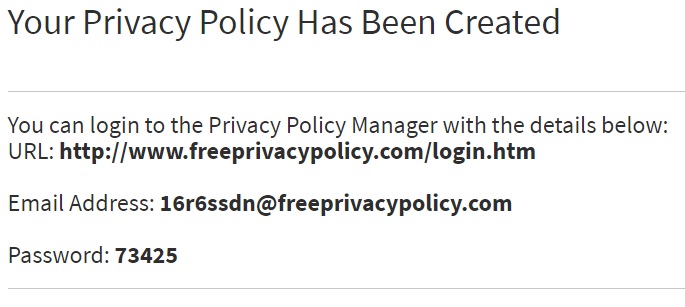 Your Privacy Policy Has Been Created
You can login to the Privacy Policy Manager with the details below:
URL: http://www.freeprivacypolicy.com/login.htm
Email Address: 16r6ssdn@freeprivacypolicy.com
Password: 73425